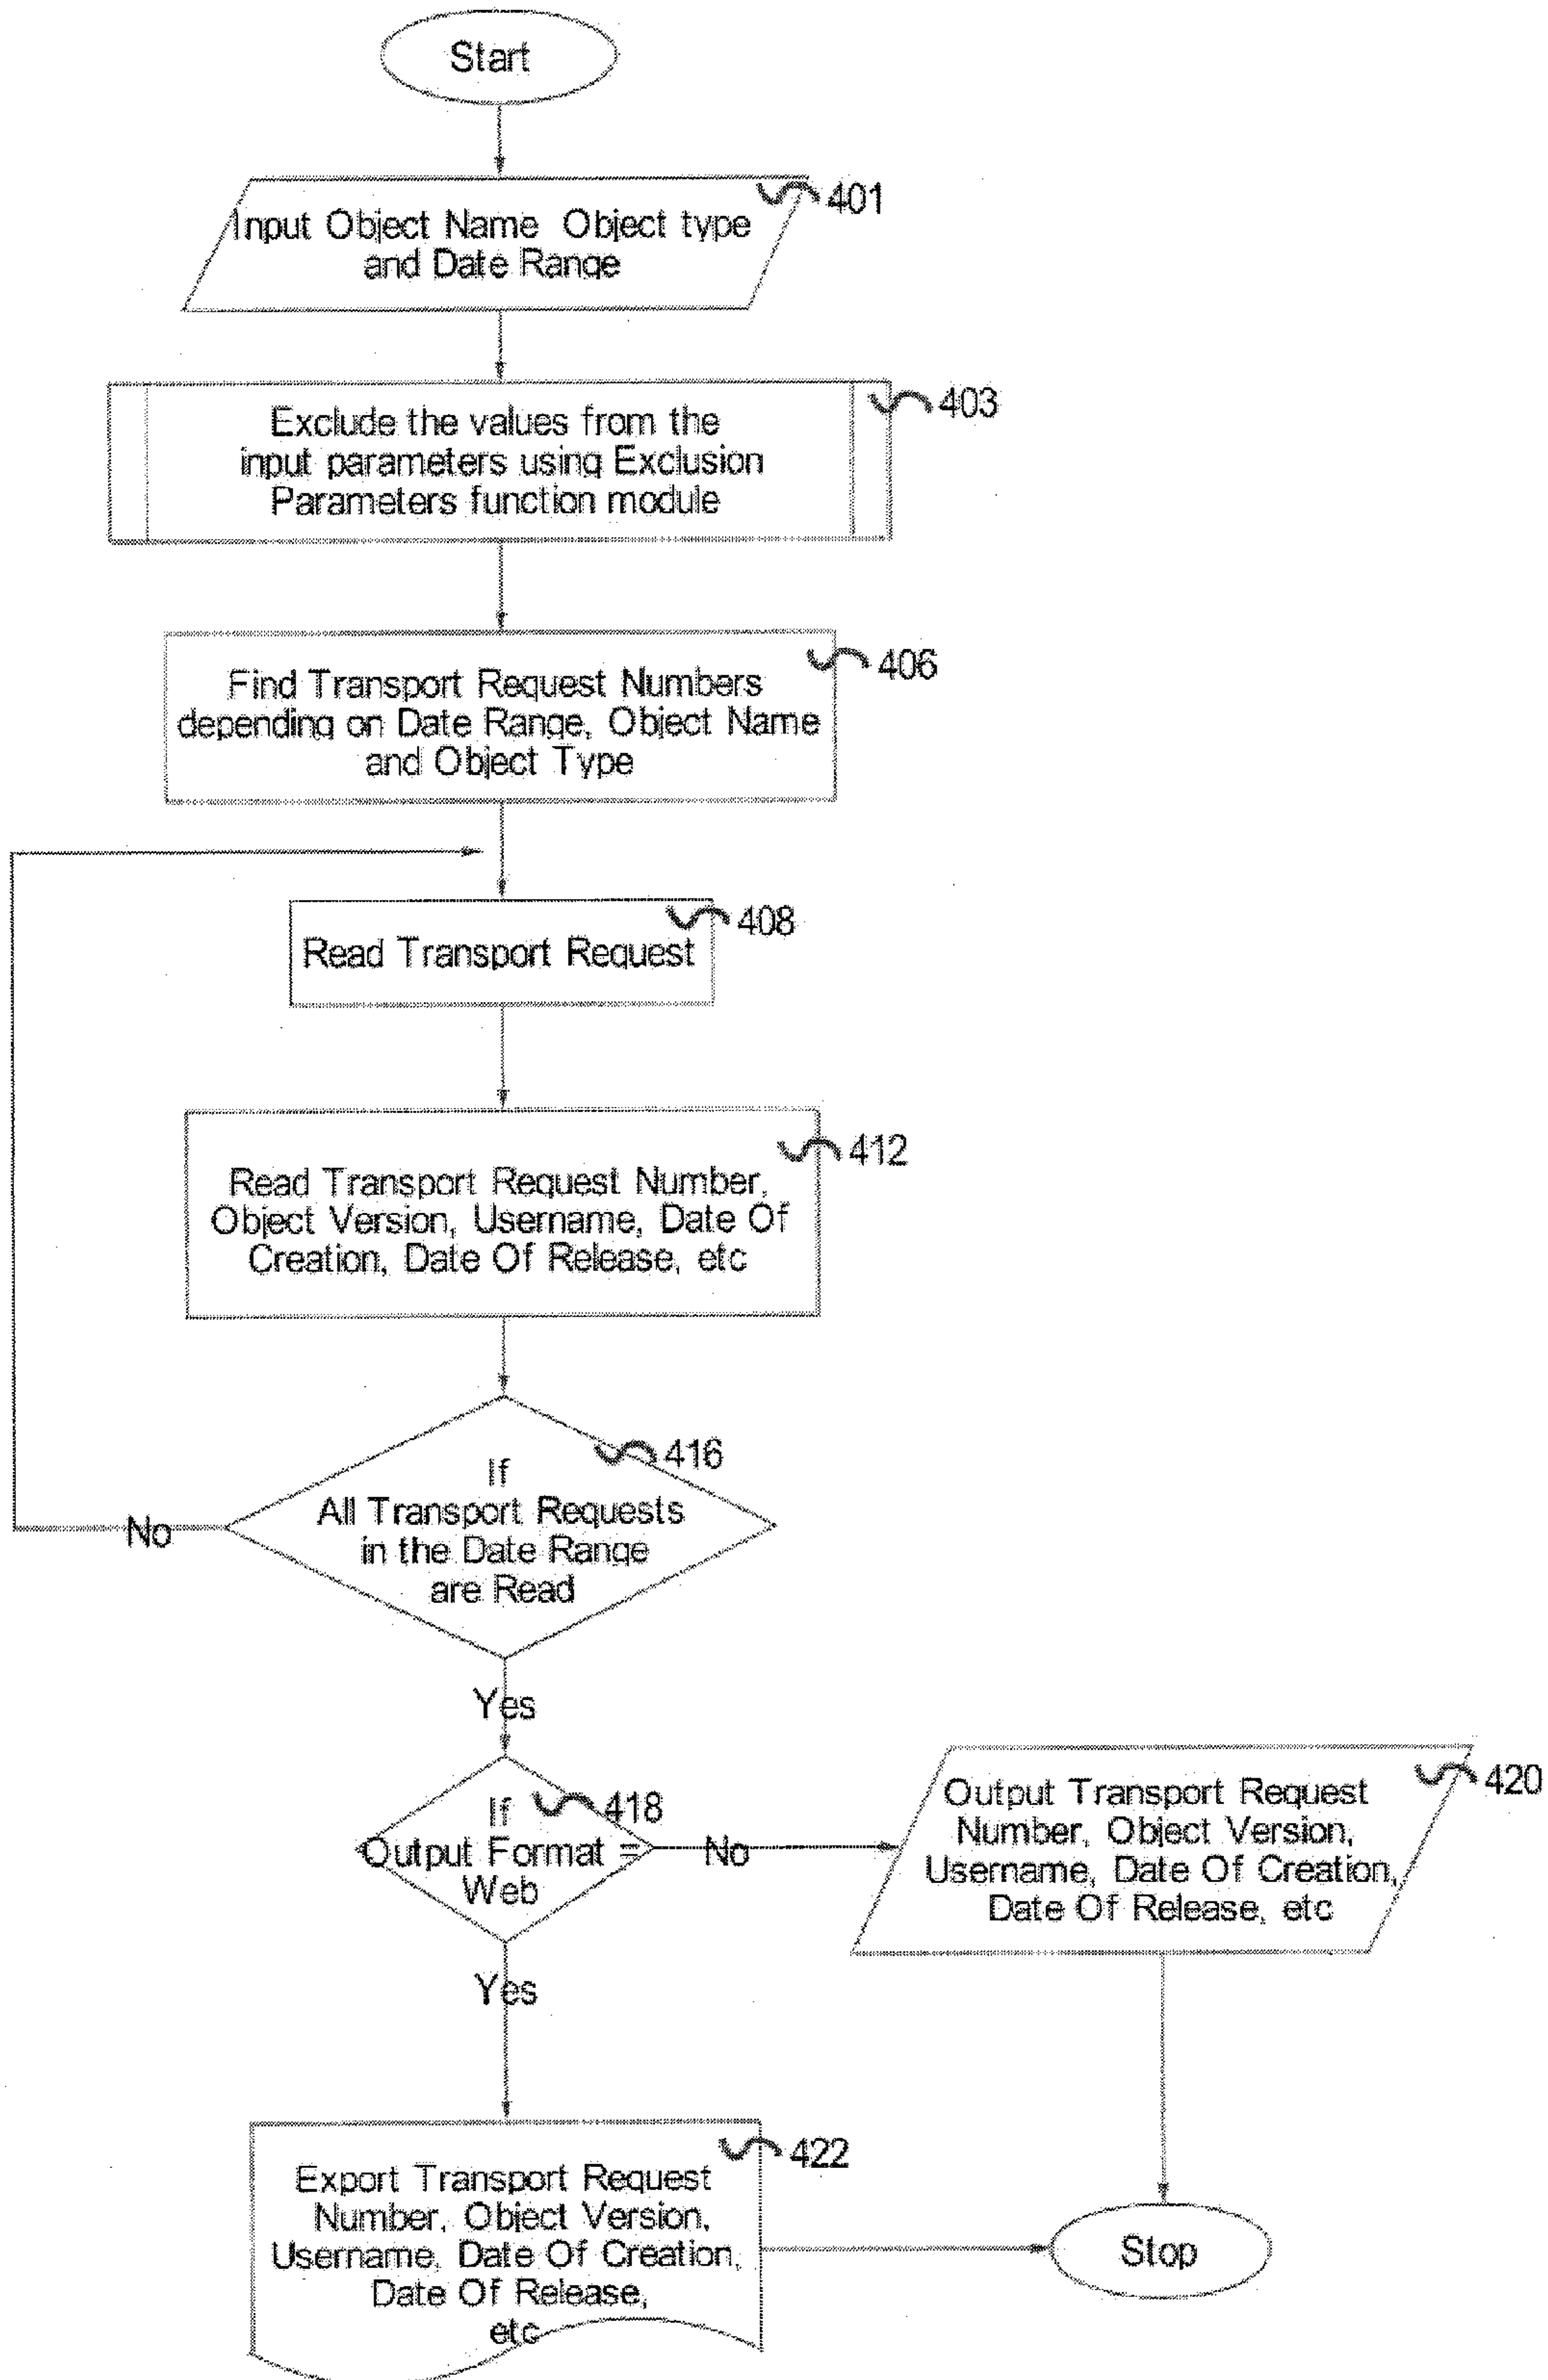 Start
401
Input Object Name Object type
and Date Range
403
Exclude the values from the
input parameters using Exclusion
Parameters function module
406
Find Transport Request Numbers
depending on Date Range, Object Name
and Object Type
408
Read Transport Request
412
Read Transport Request Number,
Object Version, Username, Date Of
Creation, Date Of Release, etc
416
If
All Transport Requests
in the Date Range
are Read
No
Yes
418
If
Output Format =
Web
No
420
Output Transport Request
Number, Object Version,
Username, Date Of Creation,
Date Of Release, etc
Yes
422
Export Transport Request
Number, Object Version,
Username, Date Of Creation,
Date Of Release,
etc
Stop